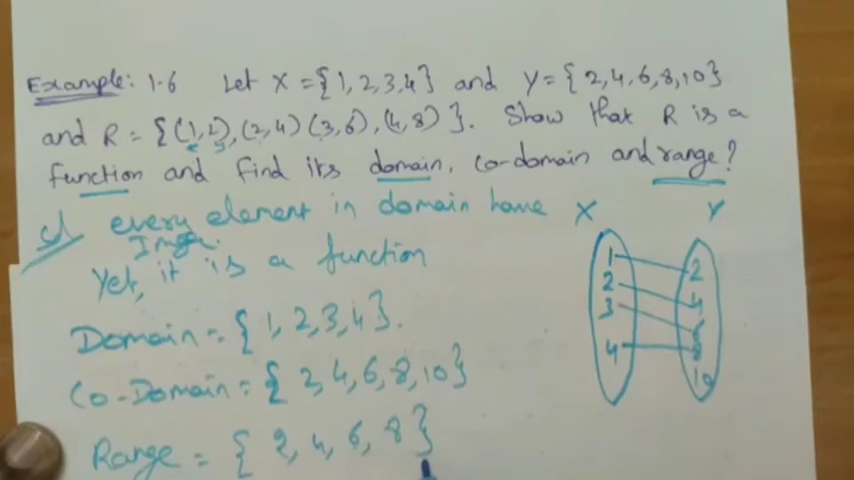 Example: 1.6 Let X = {1,2,3,4} and Y = {2,4,6,8,10}
and R = {(1,2),(2,4)(3,6),(4,8)}. Show that R is a
function and find its domain, co-domain and range?
every element in domain have
Yet, it is a function
Domain = {1,2,3,4}.
Co-Domain = {2,4,6,8,10}
Range = {2,4,6,8}
X Y
1 2
2 4
3 6
4 8
10